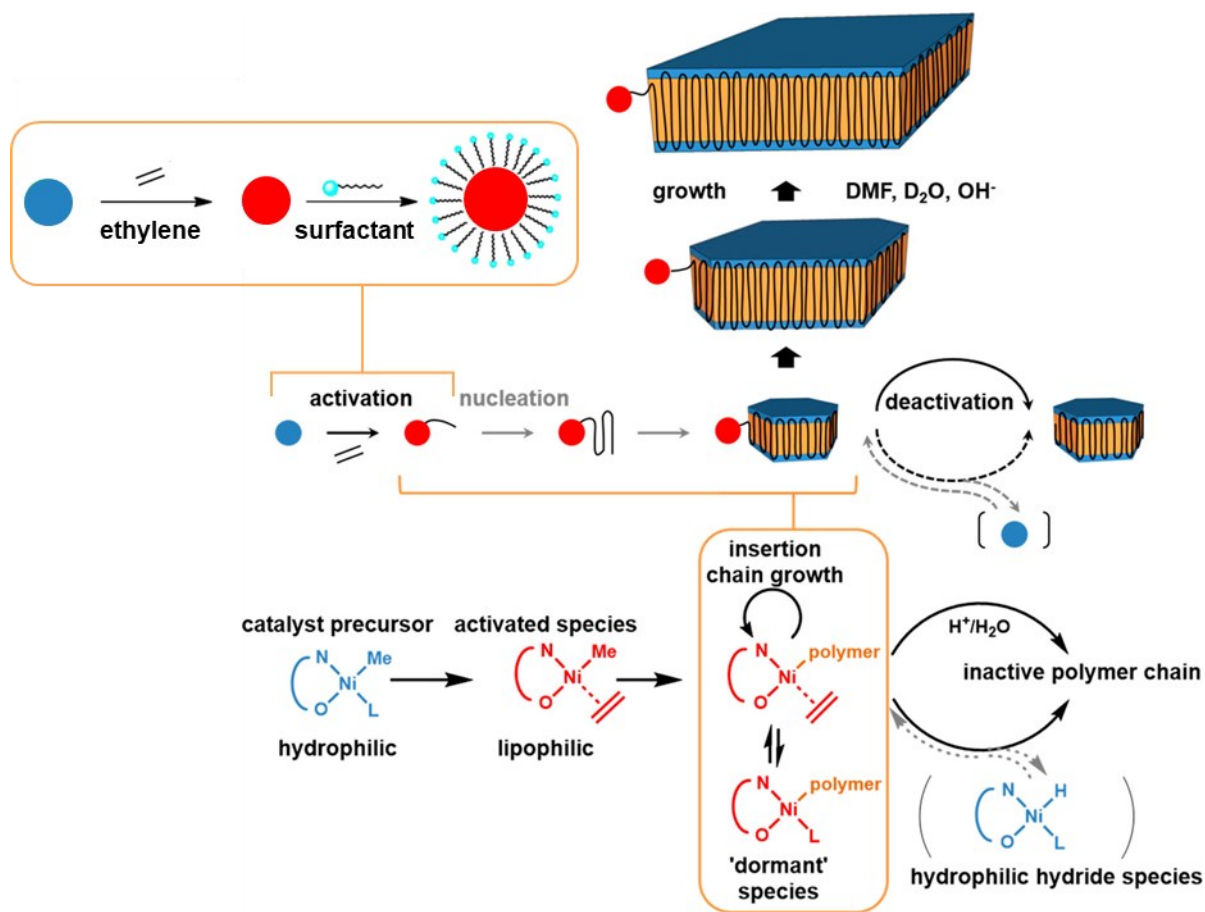 growth
DMF, D₂O, OH⁻
ethylene
surfactant
activation
nucleation
deactivation
insertion
chain growth
catalyst precursor
activated species
N
Me
Ni
O
L
hydrophilic
N
Me
Ni
O
lipophilic
N
polymer
Ni
O
N
polymer
Ni
O
L
'dormant'
species
H⁺/H₂O
inactive polymer chain
N
H
Ni
O
L
hydrophilic hydride species